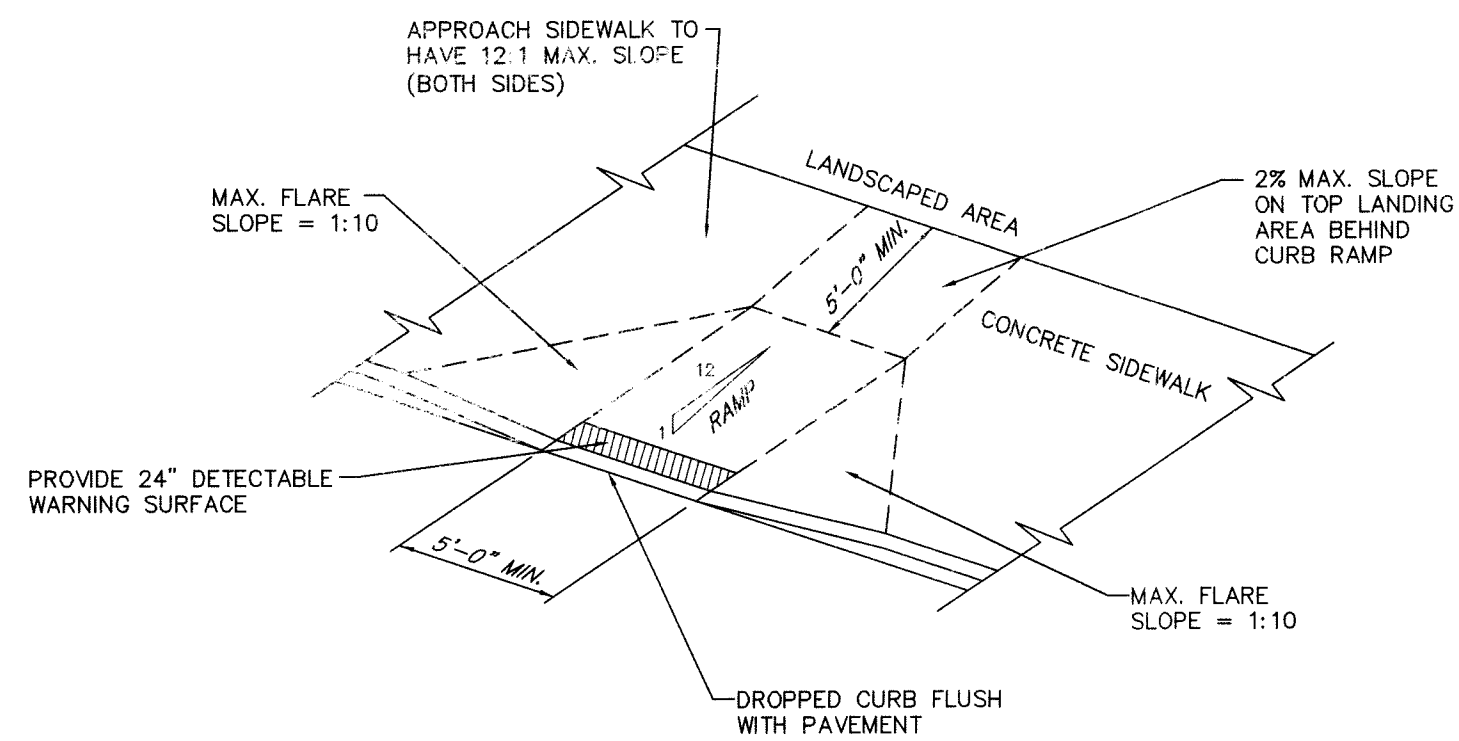 APPROACH SIDEWALK TO
HAVE 12:1 MAX. SLOPE
(BOTH SIDES)
LANDSCAPED AREA
2% MAX. SLOPE
ON TOP LANDING
AREA BEHIND
CURB RAMP
MAX. FLARE
SLOPE = 1:10
5'-0" MIN.
CONCRETE SIDEWALK
12
1
RAMP
PROVIDE 24" DETECTABLE
WARNING SURFACE
5'-0" MIN.
MAX. FLARE
SLOPE = 1:10
DROPPED CURB FLUSH
WITH PAVEMENT